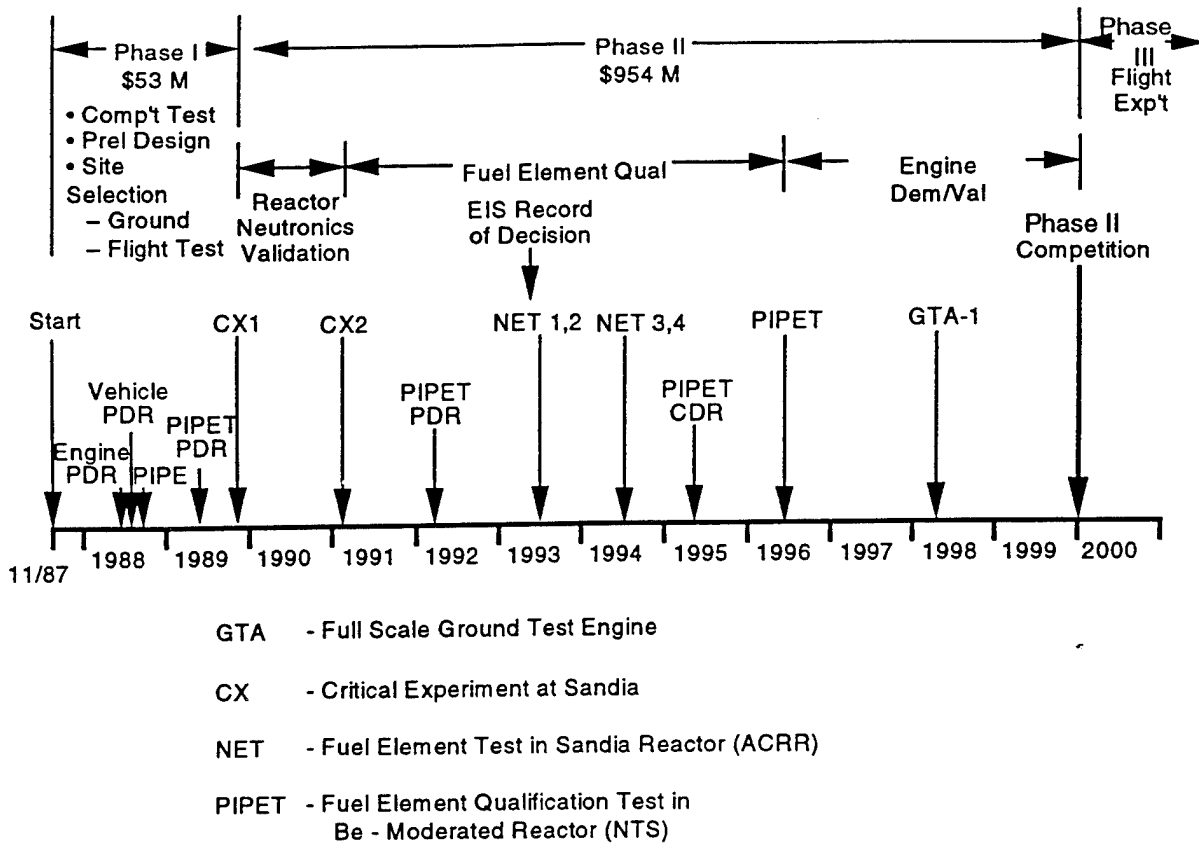 Phase I
$53 M
• Comp't Test
• Prel Design
• Site
Selection
– Ground
– Flight Test
Phase II
$954 M
Phase
III
Flight
Exp't
Reactor
Neutronics
Validation
Fuel Element Qual
EIS Record
of Decision
Engine
Dem/Val
Phase II
Competition
Start
CX1
CX2
NET 1,2
NET 3,4
PIPET
GTA-1
Vehicle
PDR
Engine
PDR
PIPE
PIPET
PDR
PIPET
PDR
PIPET
CDR
11/87
1988
1989
1990
1991
1992
1993
1994
1995
1996
1997
1998
1999
2000
GTA - Full Scale Ground Test Engine
CX - Critical Experiment at Sandia
NET - Fuel Element Test in Sandia Reactor (ACRR)
PIPET - Fuel Element Qualification Test in
Be - Moderated Reactor (NTS)